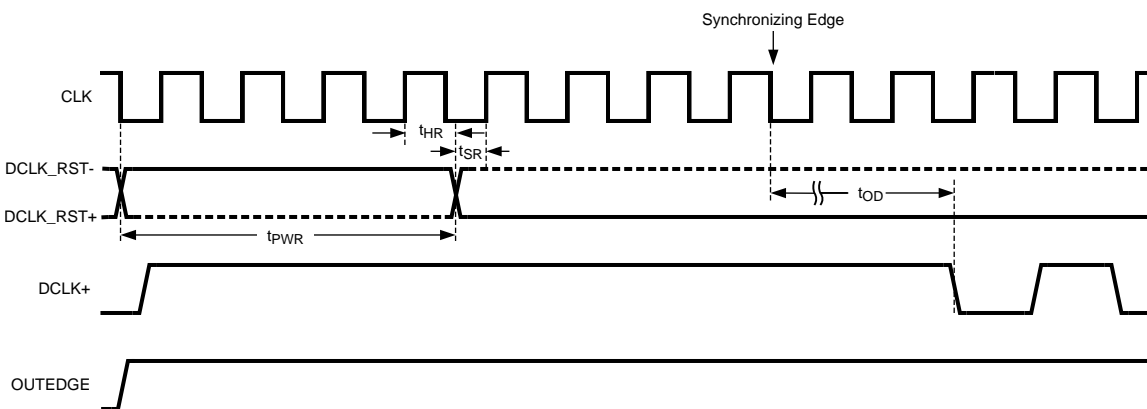 Synchronizing Edge
CLK
tHR
tSR
DCLK_RST-
tOD
DCLK_RST+
tPWR
DCLK+
OUTEDGE